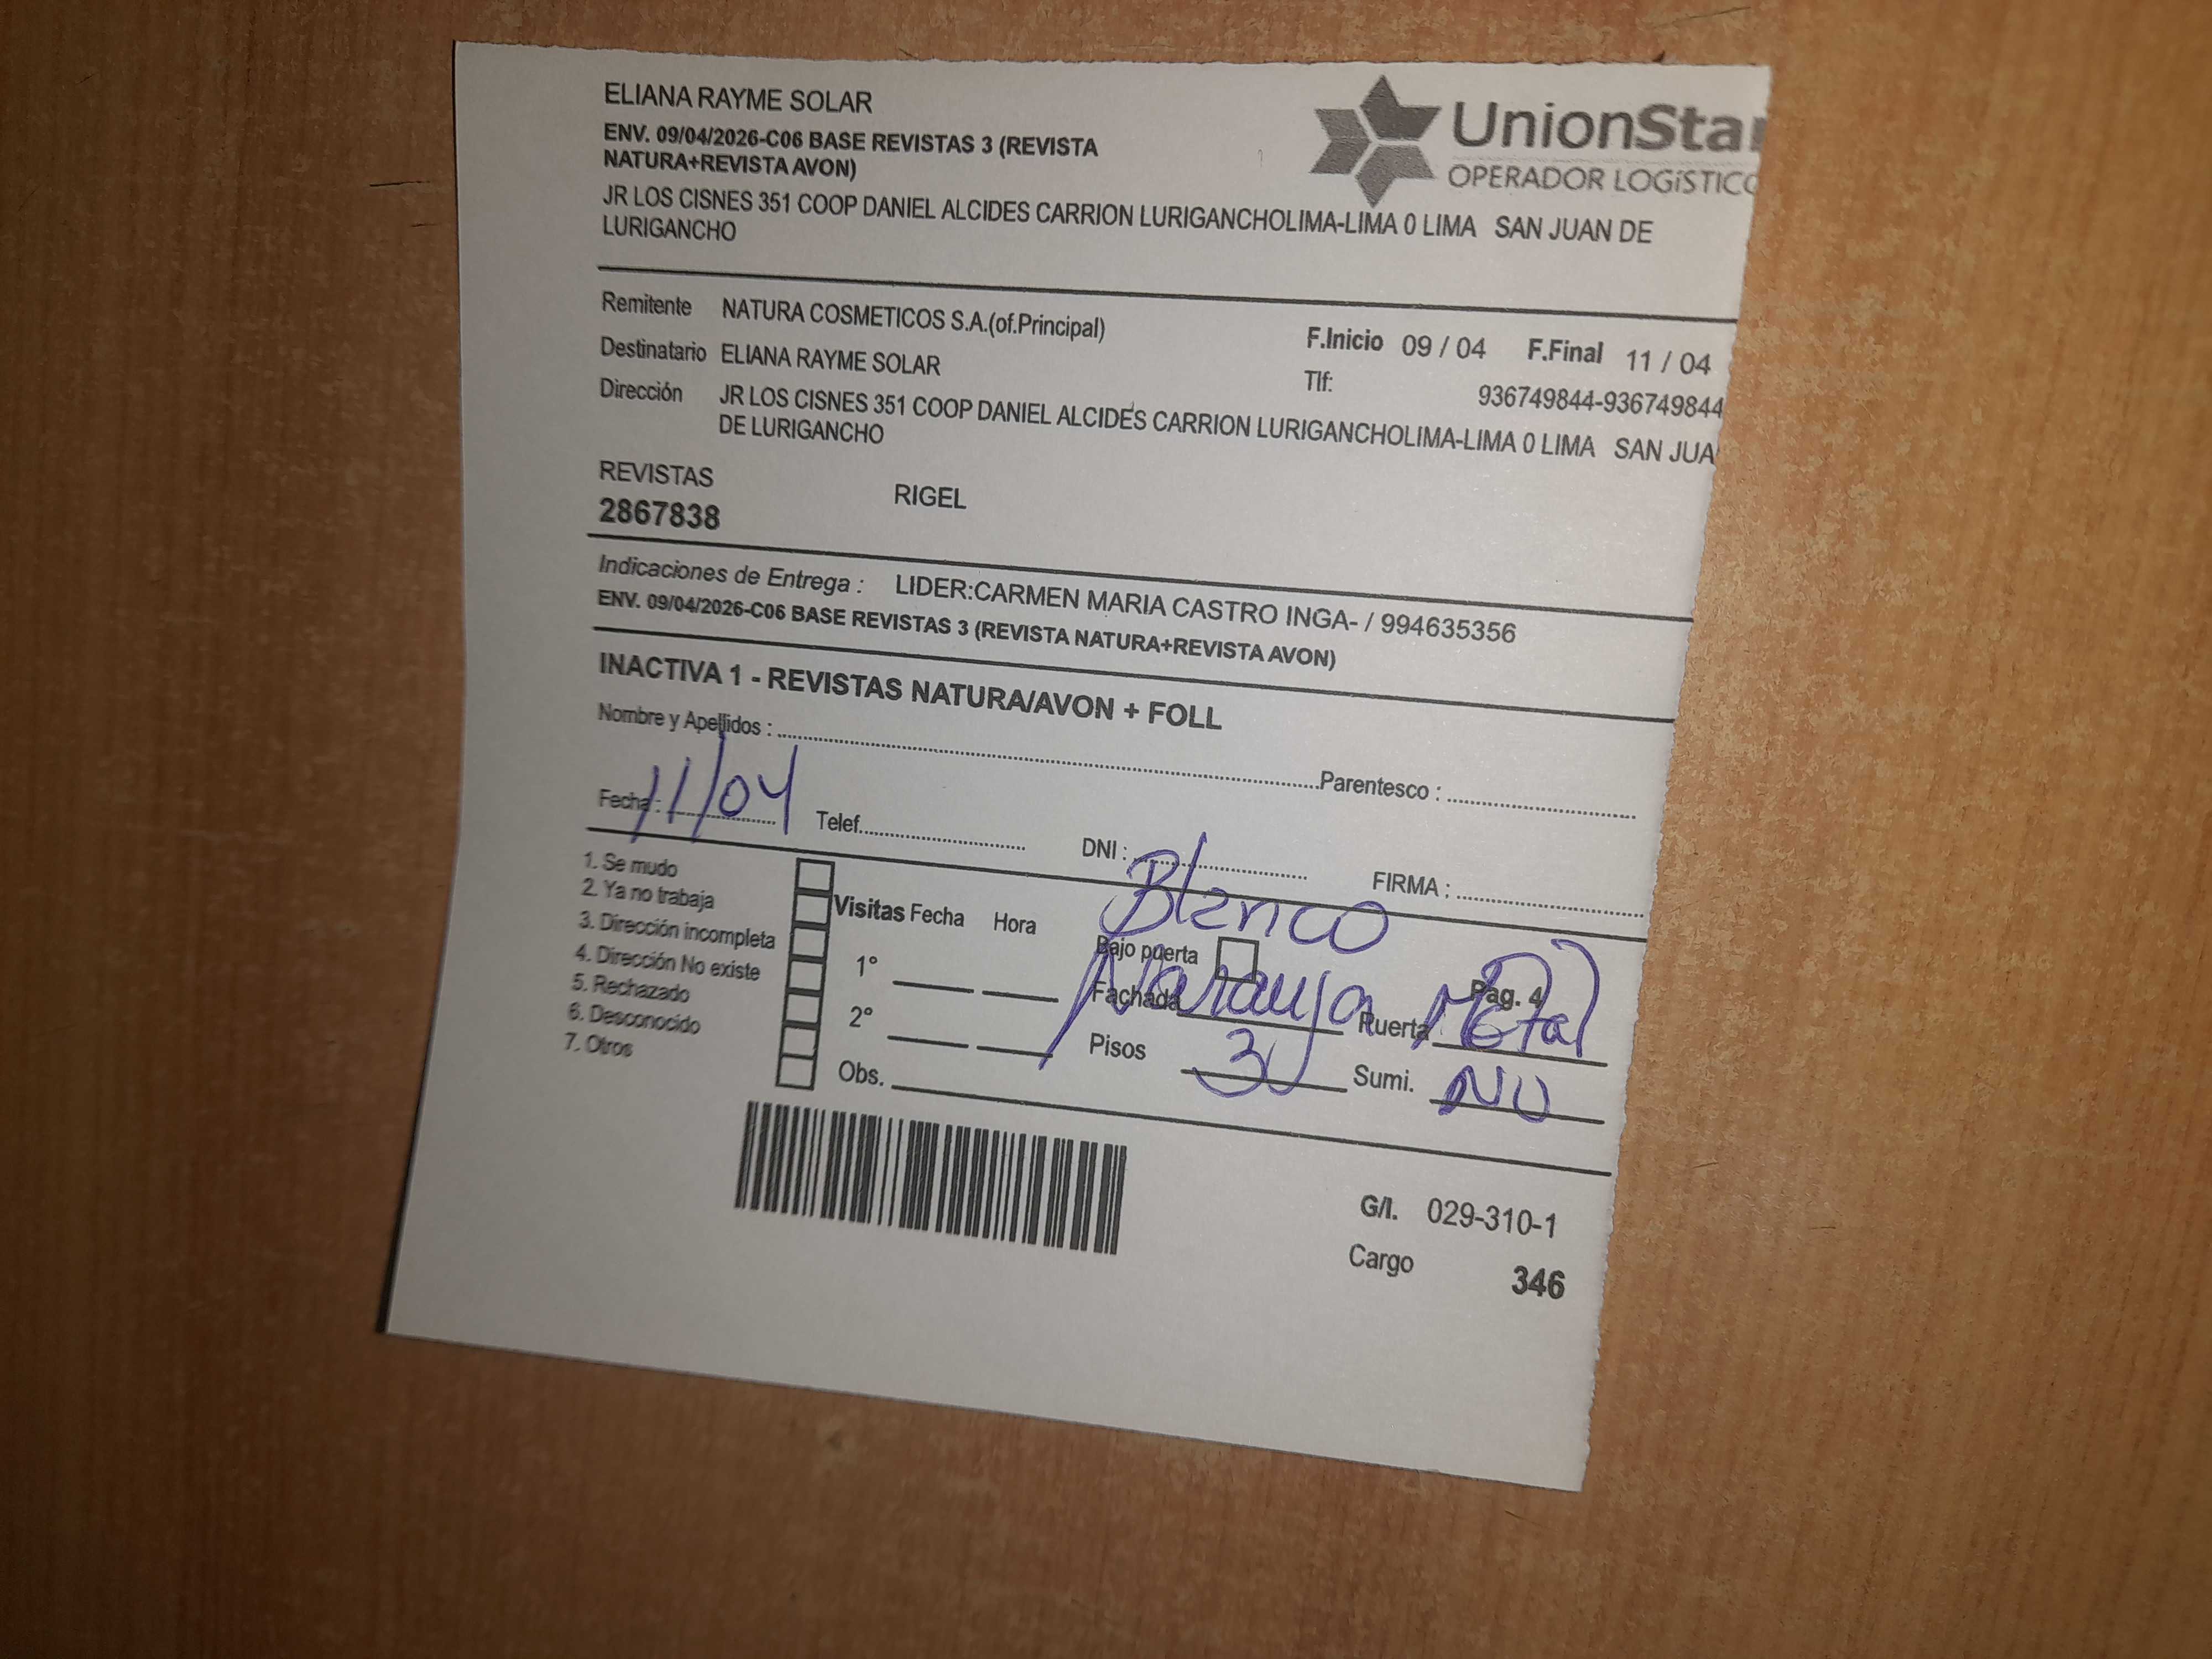 ELIANA RAYME SOLAR
UnionStar
OPERADOR LOGÍSTICO
ENV. 09/04/2026-C06 BASE REVISTAS 3 (REVISTA
NATURA+REVISTA AVON)
JR LOS CISNES 351 COOP DANIEL ALCIDES CARRION LURIGANCHOLIMA-LIMA 0 LIMA SAN JUAN DE
LURIGANCHO
Remitente NATURA COSMETICOS S.A.(of.Principal)
F.Inicio 09 / 04 F.Final 11 / 04
Destinatario ELIANA RAYME SOLAR
Tlf: 936749844-936749844
Dirección JR LOS CISNES 351 COOP DANIEL ALCIDES CARRION LURIGANCHOLIMA-LIMA 0 LIMA SAN JUA
DE LURIGANCHO
REVISTAS RIGEL
2867838
Indicaciones de Entrega : LIDER:CARMEN MARIA CASTRO INGA- / 994635356
ENV. 09/04/2026-C06 BASE REVISTAS 3 (REVISTA NATURA+REVISTA AVON)
INACTIVA 1 - REVISTAS NATURA/AVON + FOLL
Nombre y Apellidos : Parentesco :
Fecha : 11/04 Telef. DNI : FIRMA :
1. Se mudo
2. Ya no trabaja
3. Dirección incompleta
4. Dirección No existe
5. Rechazado
6. Desconocido
7. Otros
Visitas Fecha Hora
1°
2°
Obs.
Blanco
Bajo puerta Pag. 4
Fachada Naranja Puerta Metal
Pisos 3 Sumi. NO
G/I. 029-310-1
Cargo 346